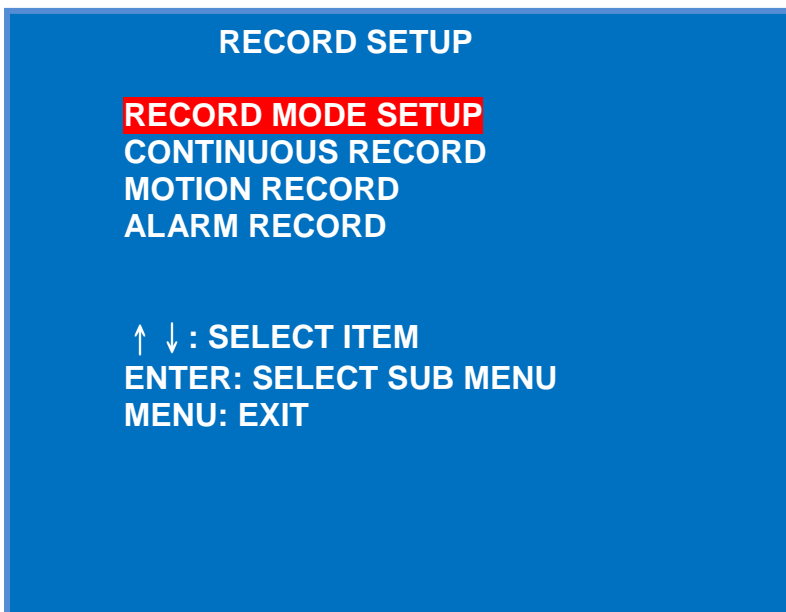 RECORD SETUP
RECORD MODE SETUP
CONTINUOUS RECORD
MOTION RECORD
ALARM RECORD
↑ ↓: SELECT ITEM
ENTER: SELECT SUB MENU
MENU: EXIT